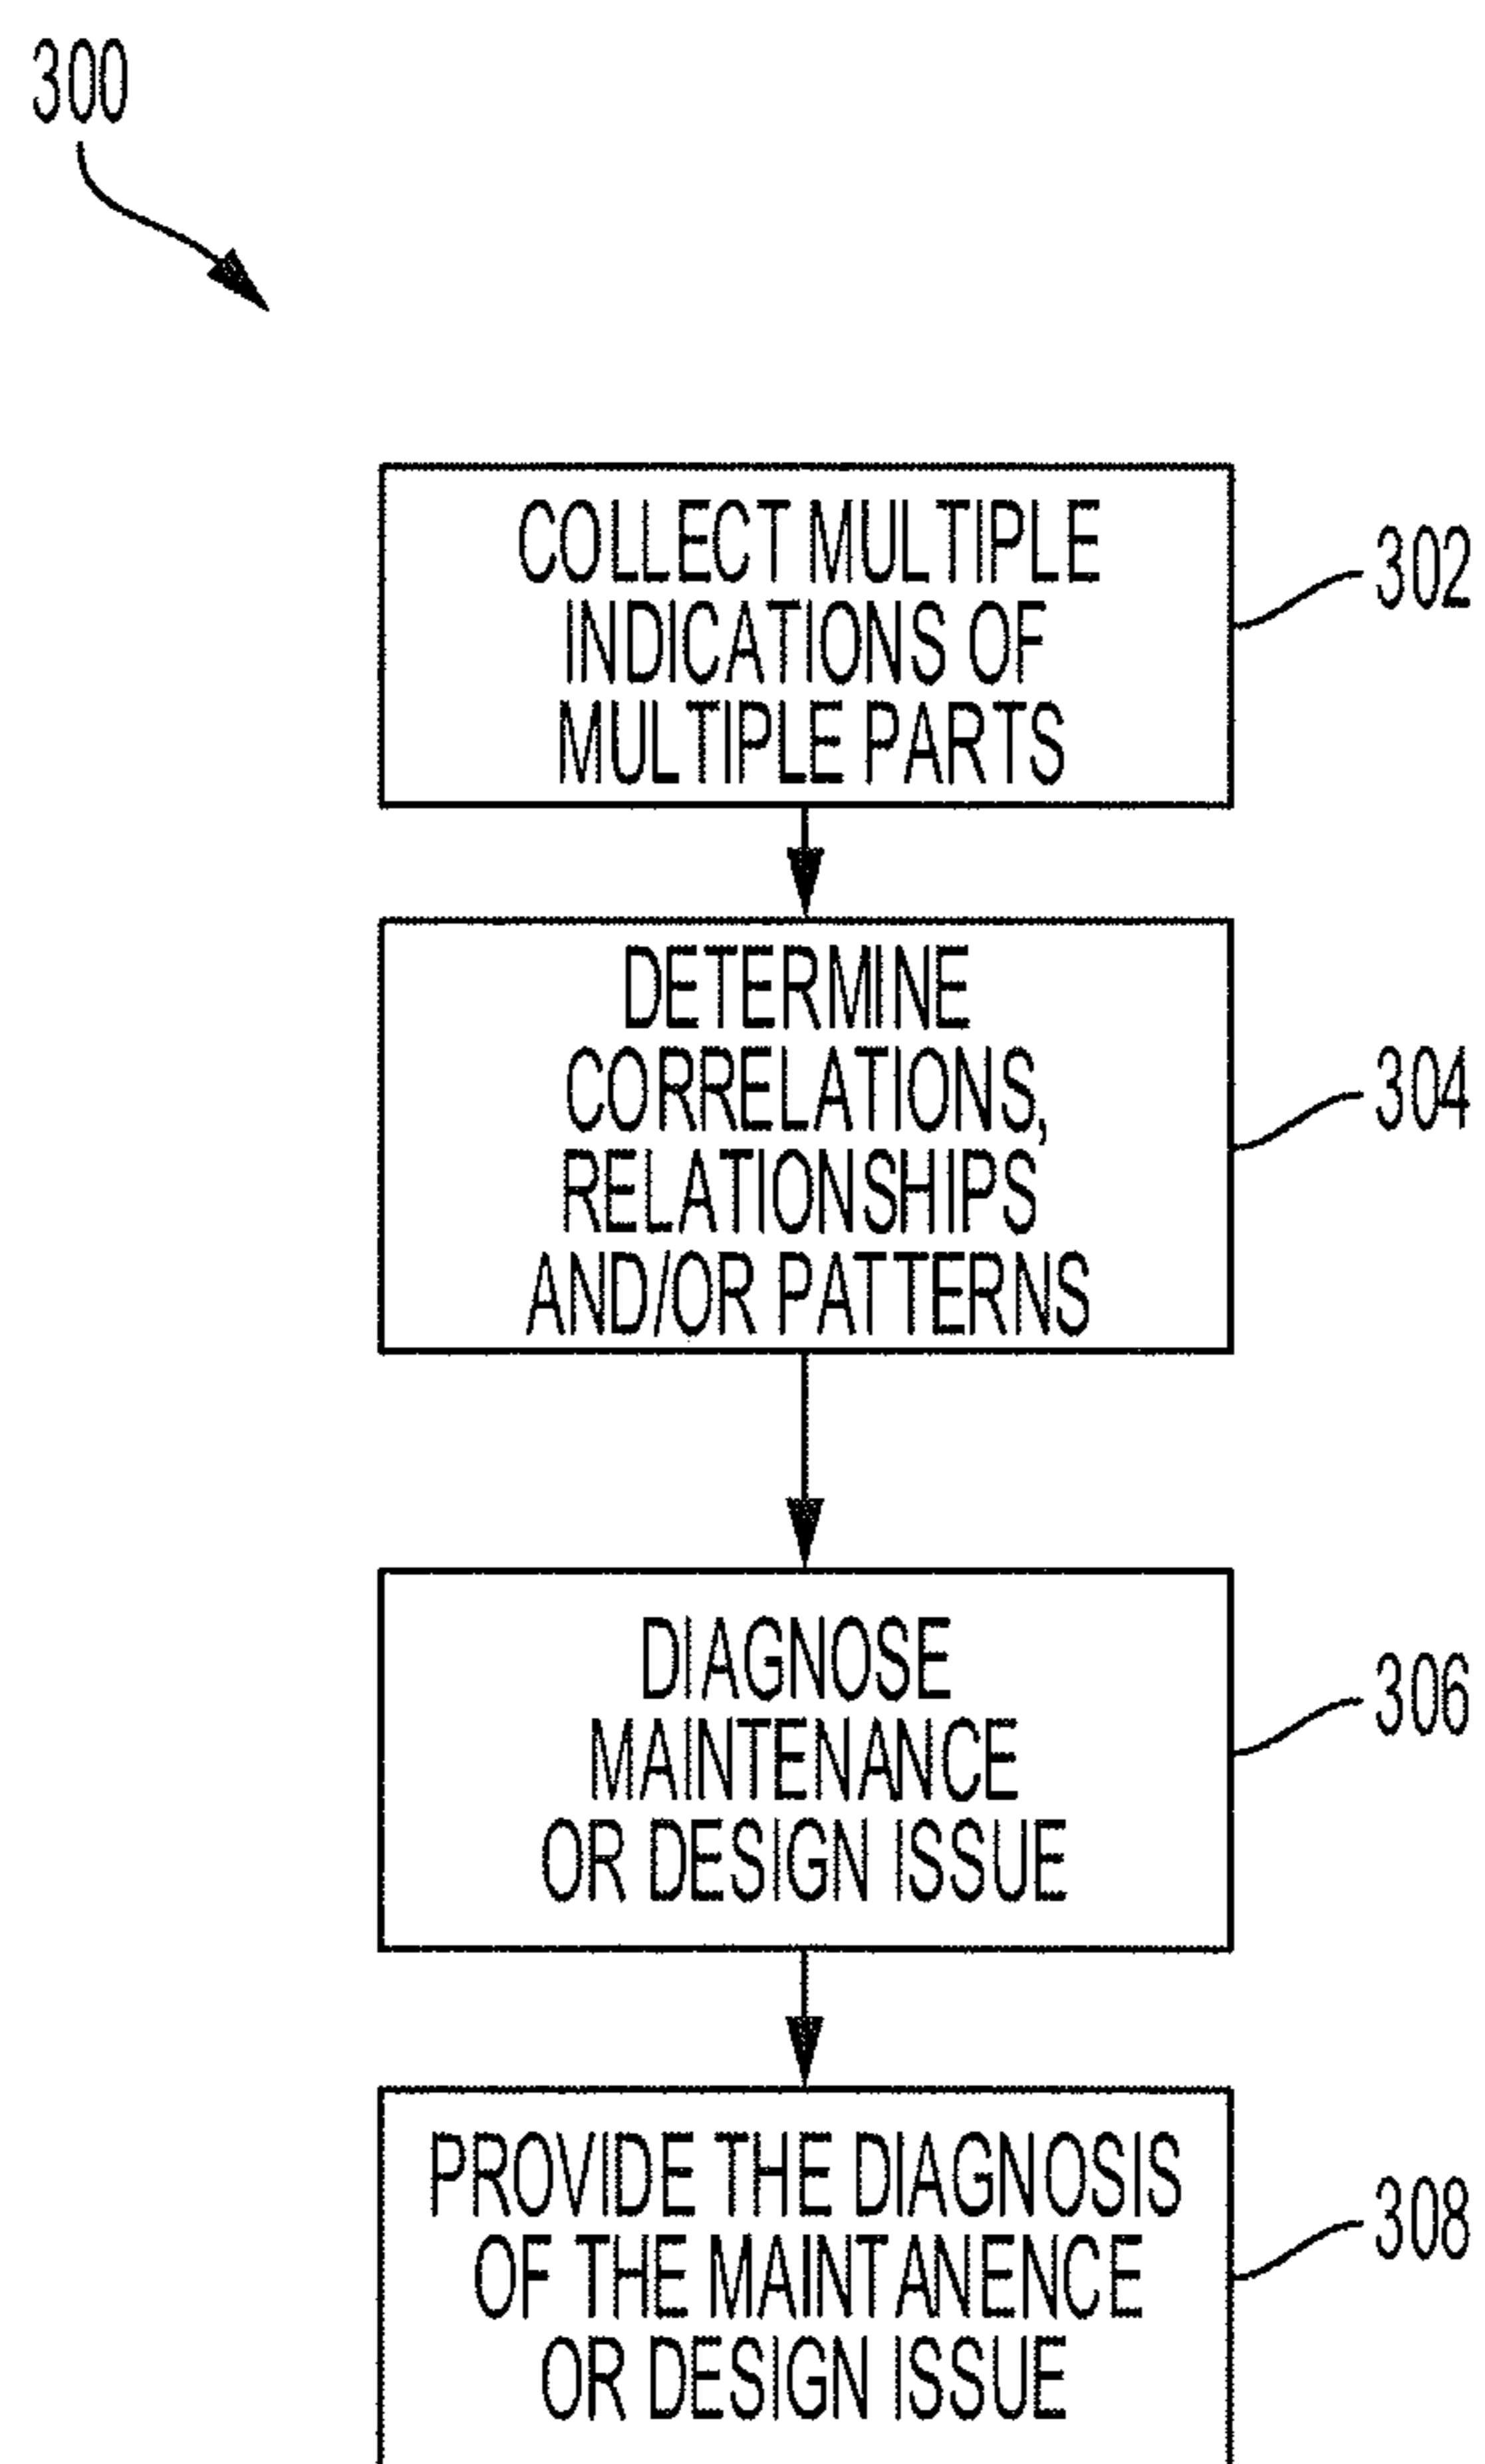 300
COLLECT MULTIPLE
INDICATIONS OF
MULTIPLE PARTS
302
DETERMINE
CORRELATIONS,
RELATIONSHIPS
AND/OR PATTERNS
304
DIAGNOSE
MAINTENANCE
OR DESIGN ISSUE
306
PROVIDE THE DIAGNOSIS
OF THE MAINTANENCE
OR DESIGN ISSUE
308